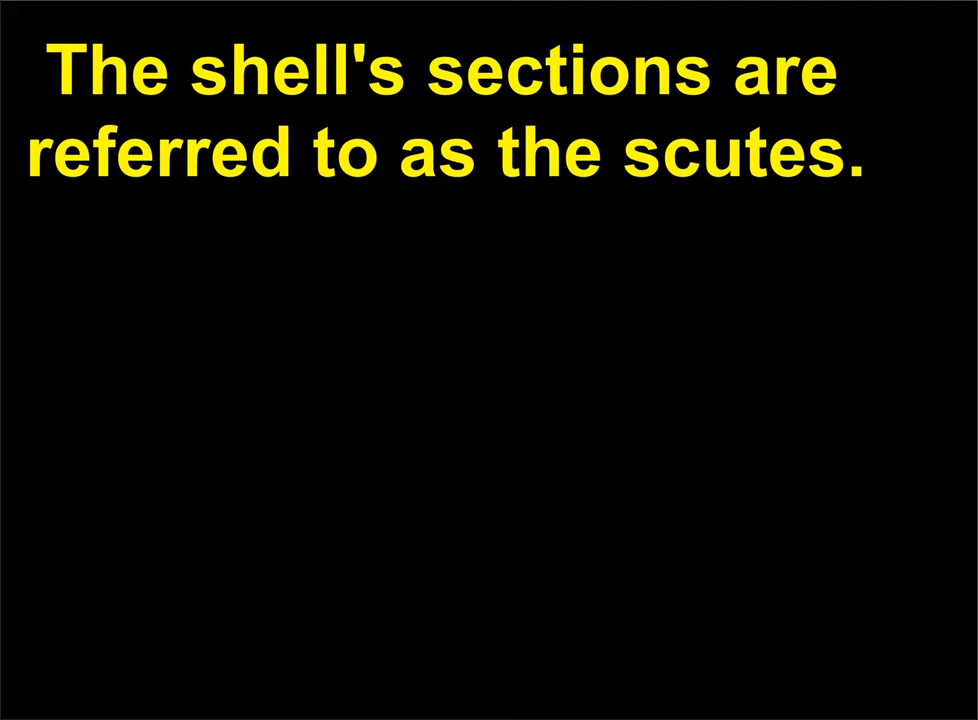 The shell's sections are
referred to as the scutes.